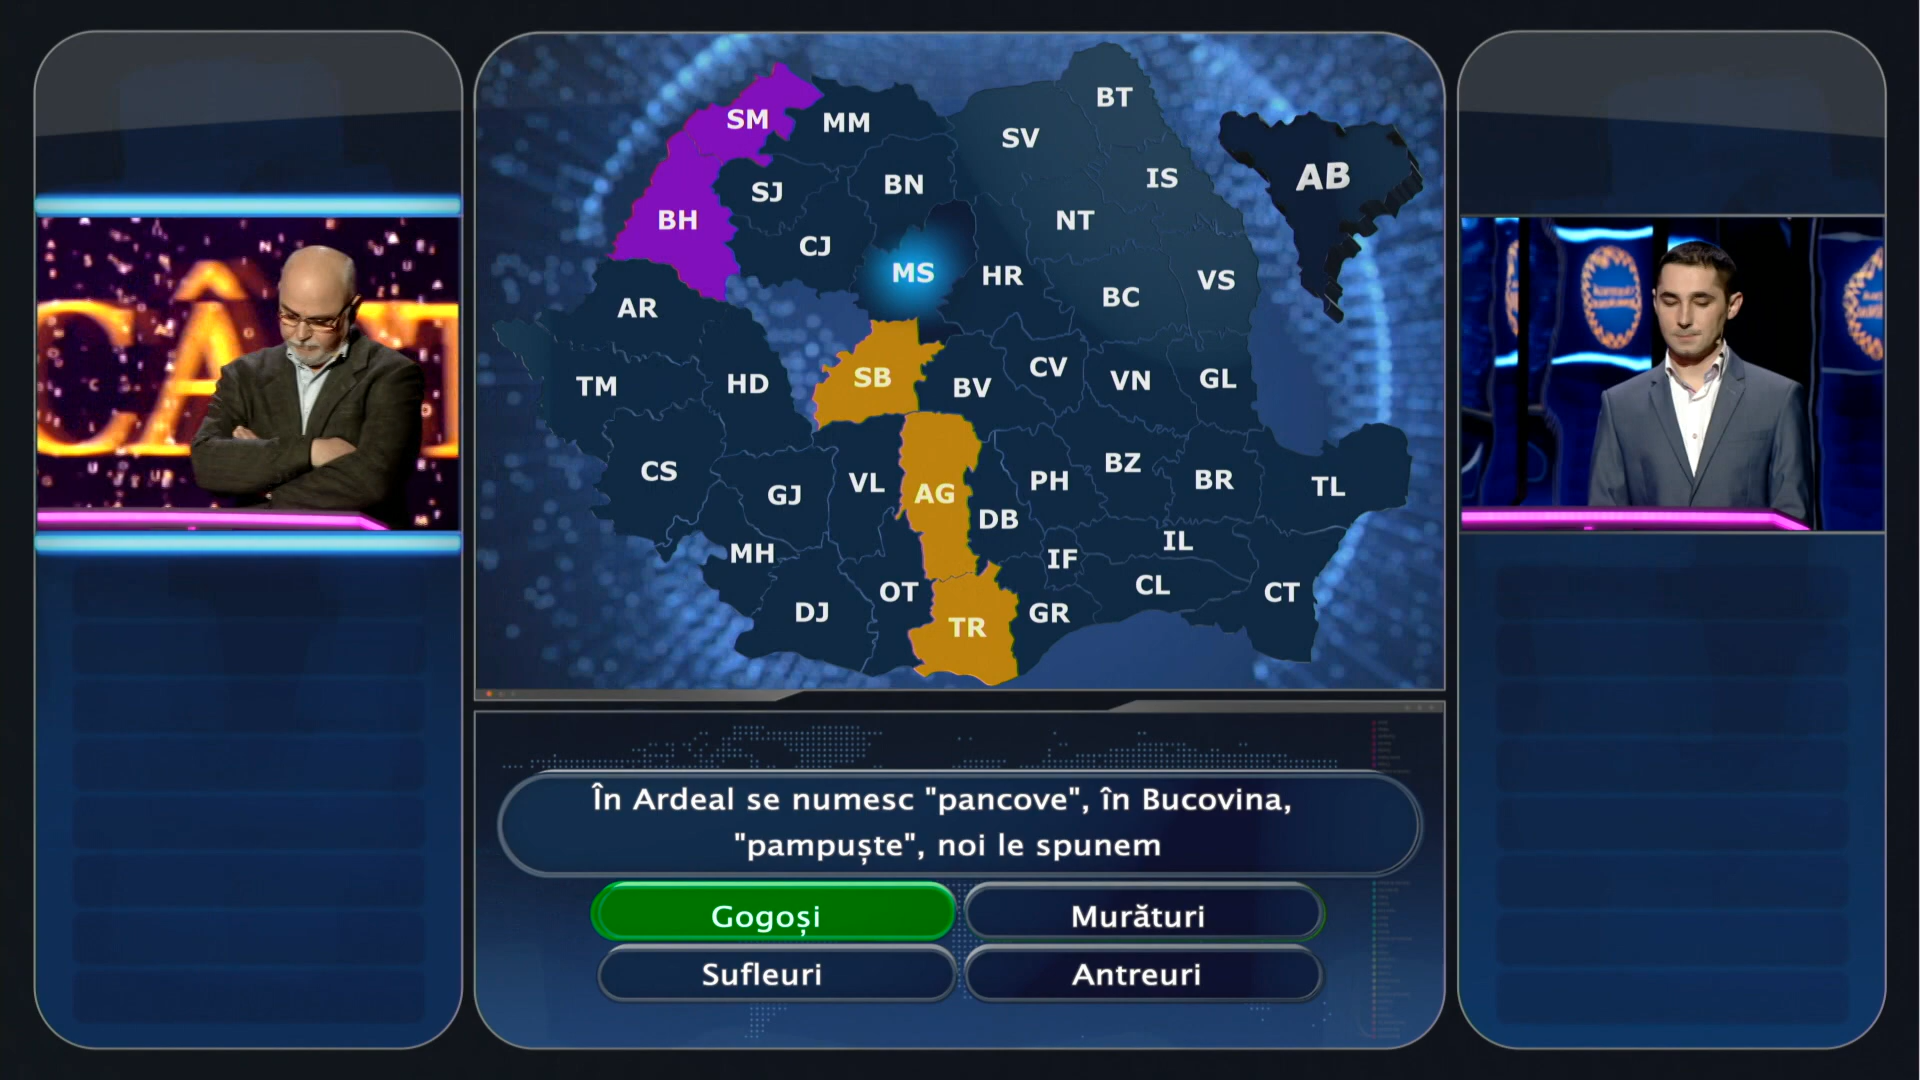 CÂT
SM
MM
BT
SV
AB
SJ
BN
IS
BH
NT
CJ
MS
HR
VS
AR
BC
TM
HD
SB
BV
CV
VN
GL
CS
GJ
VL
AG
PH
BZ
BR
TL
DB
MH
IF
IL
OT
CL
CT
DJ
TR
GR
În Ardeal se numesc "pancove", în Bucovina,
"pampuște", noi le spunem
Gogoși
Murături
Sufleuri
Antreuri